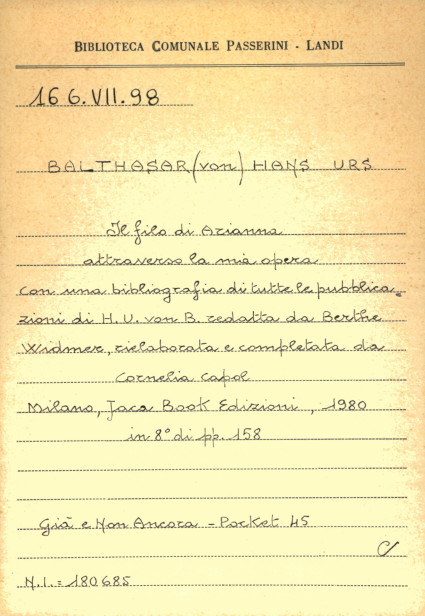 BIBLIOTECA COMUNALE PASSERINI - LANDI
166.VII.98
BALTHASAR (von) HANS URS
Il filo di Arianna
attraverso la mia opera
con una bibliografia di tutte le pubblica=
zioni di H. U. von B. redatta da Berthe
Widmer, rielaborata e completata da
Cornelia Capol
Milano, Jaca Book Edizioni, 1980
in 8° di pp. 158
Già e Non Ancora - Pocket 45
C/
N.I. = 180685